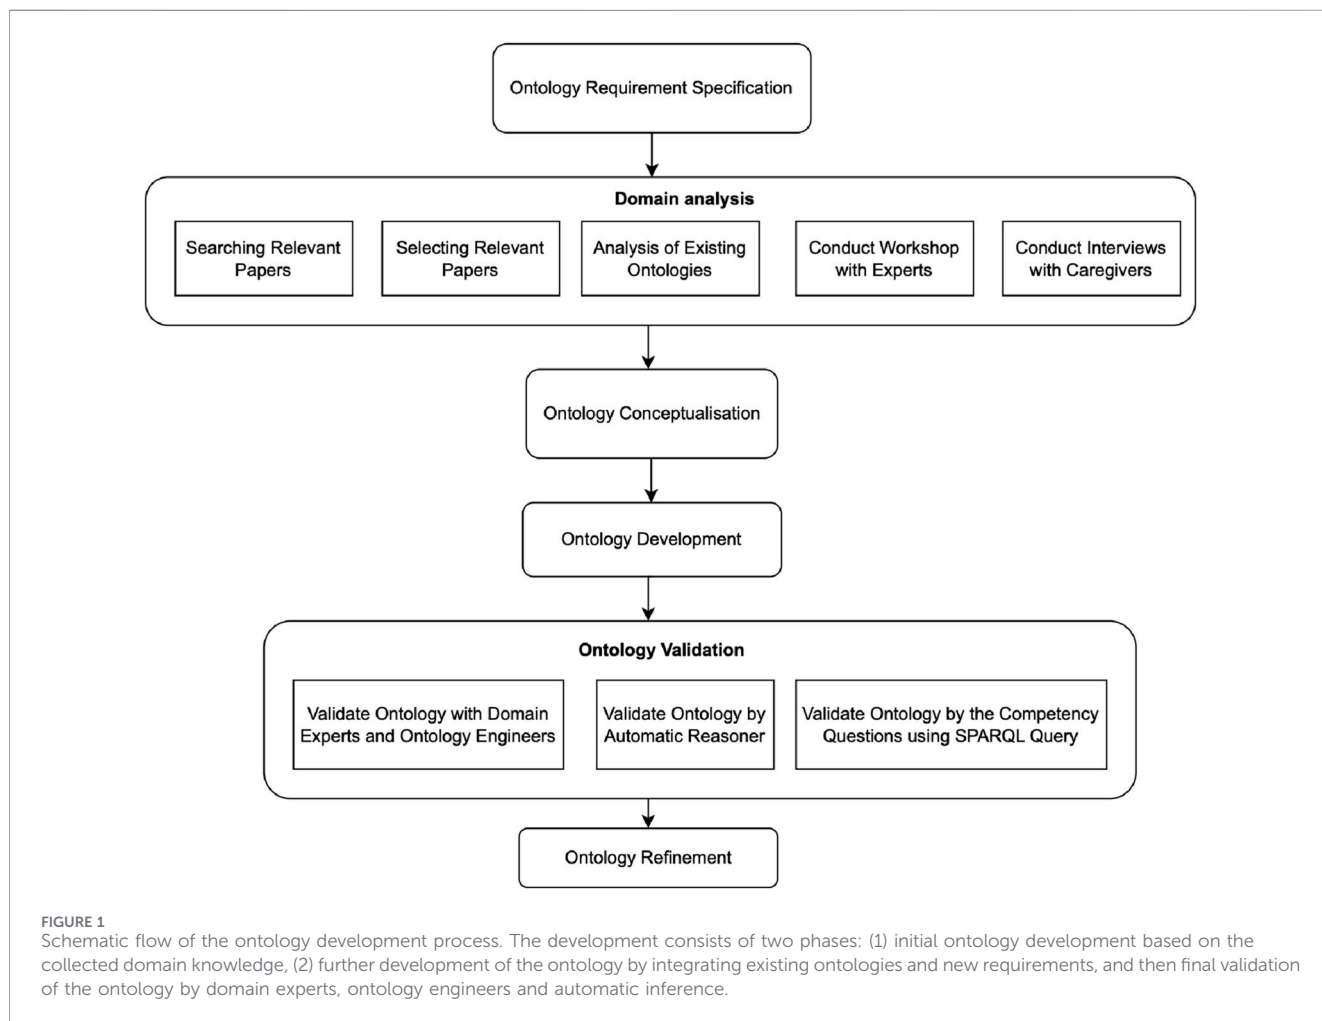 Ontology Requirement Specification
Domain analysis
Searching Relevant
Papers
Selecting Relevant
Papers
Analysis of Existing
Ontologies
Conduct Workshop
with Experts
Conduct Interviews
with Caregivers
Ontology Conceptualisation
Ontology Development
Ontology Validation
Validate Ontology with Domain
Experts and Ontology Engineers
Validate Ontology by
Automatic Reasoner
Validate Ontology by the Competency
Questions using SPARQL Query
Ontology Refinement
FIGURE 1
Schematic flow of the ontology development process. The development consists of two phases: (1) initial ontology development based on the
collected domain knowledge, (2) further development of the ontology by integrating existing ontologies and new requirements, and then final validation
of the ontology by domain experts, ontology engineers and automatic inference.